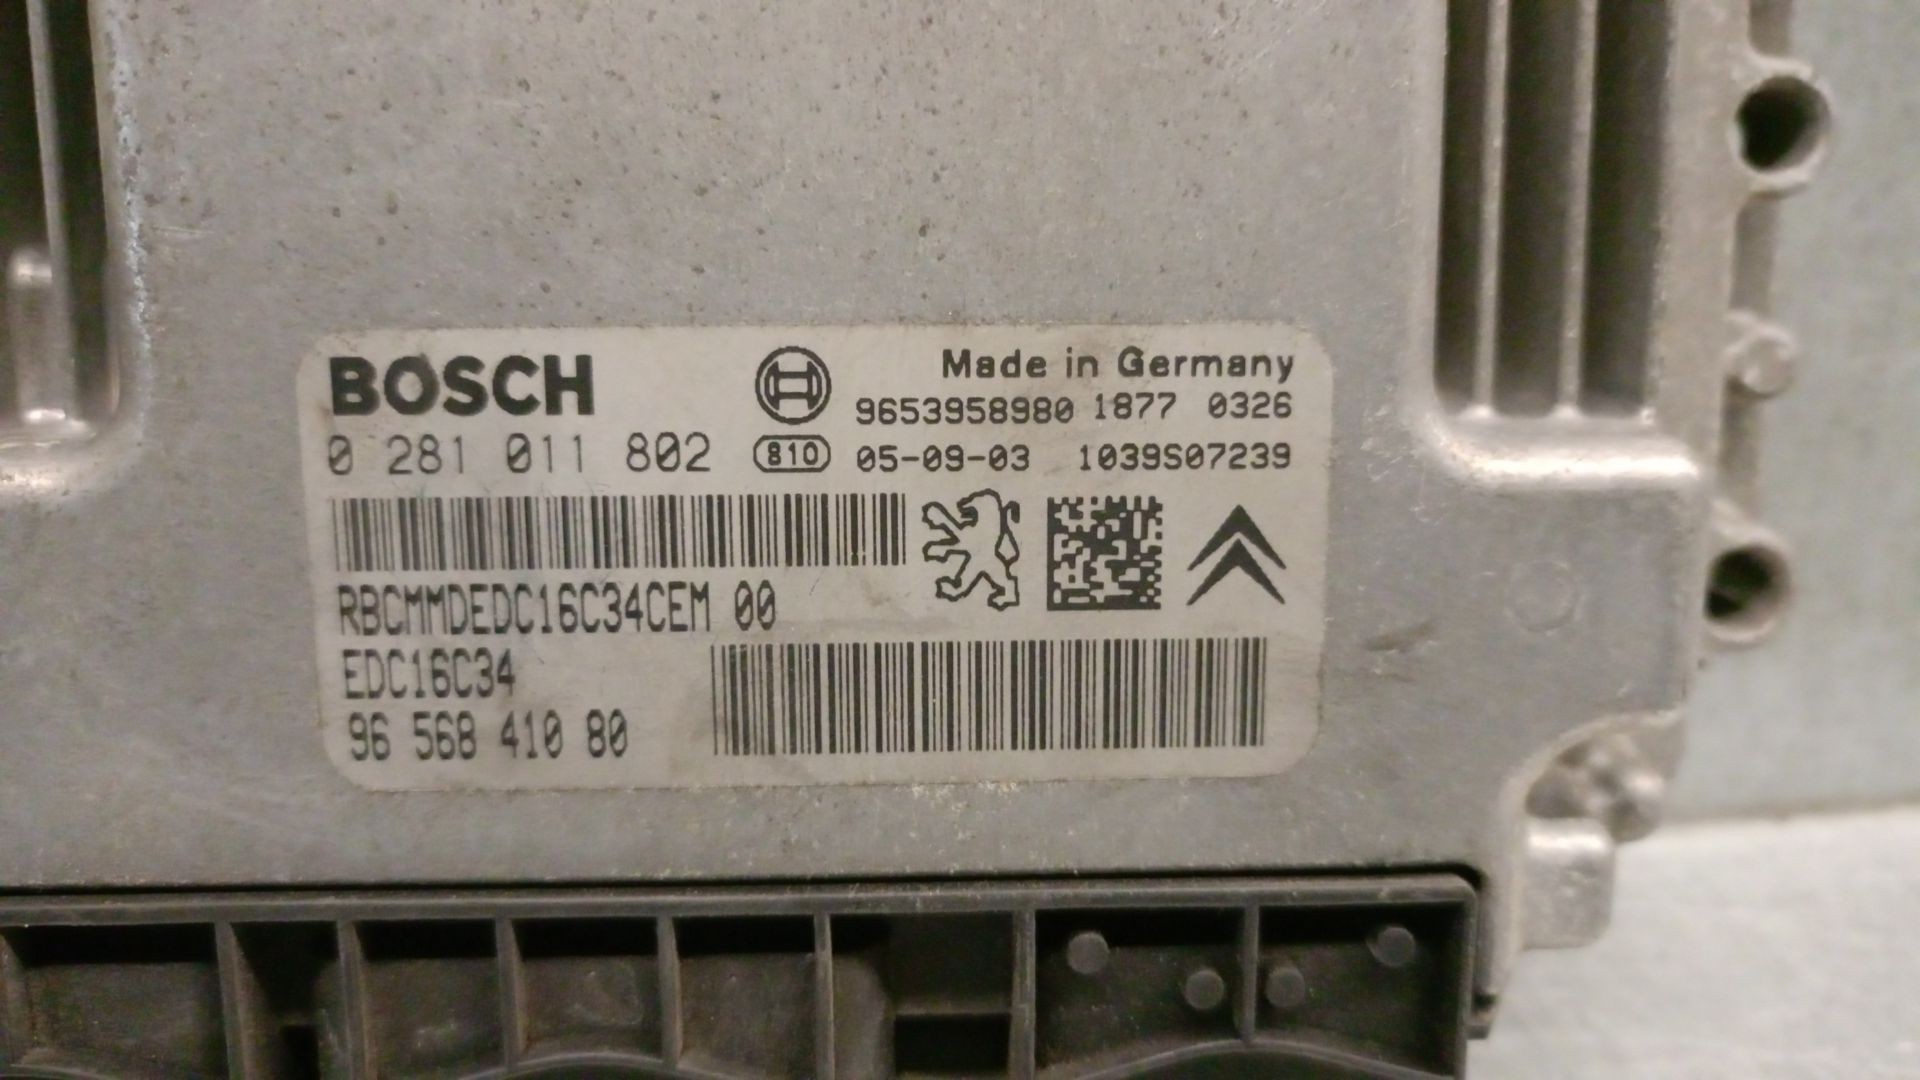 BOSCH
Made in Germany
9653958980 1877 0326
0 281 011 802
810 05-09-03 1039S07239
RBCMMDEDC16C34CEM 00
EDC16C34
96 568 410 80